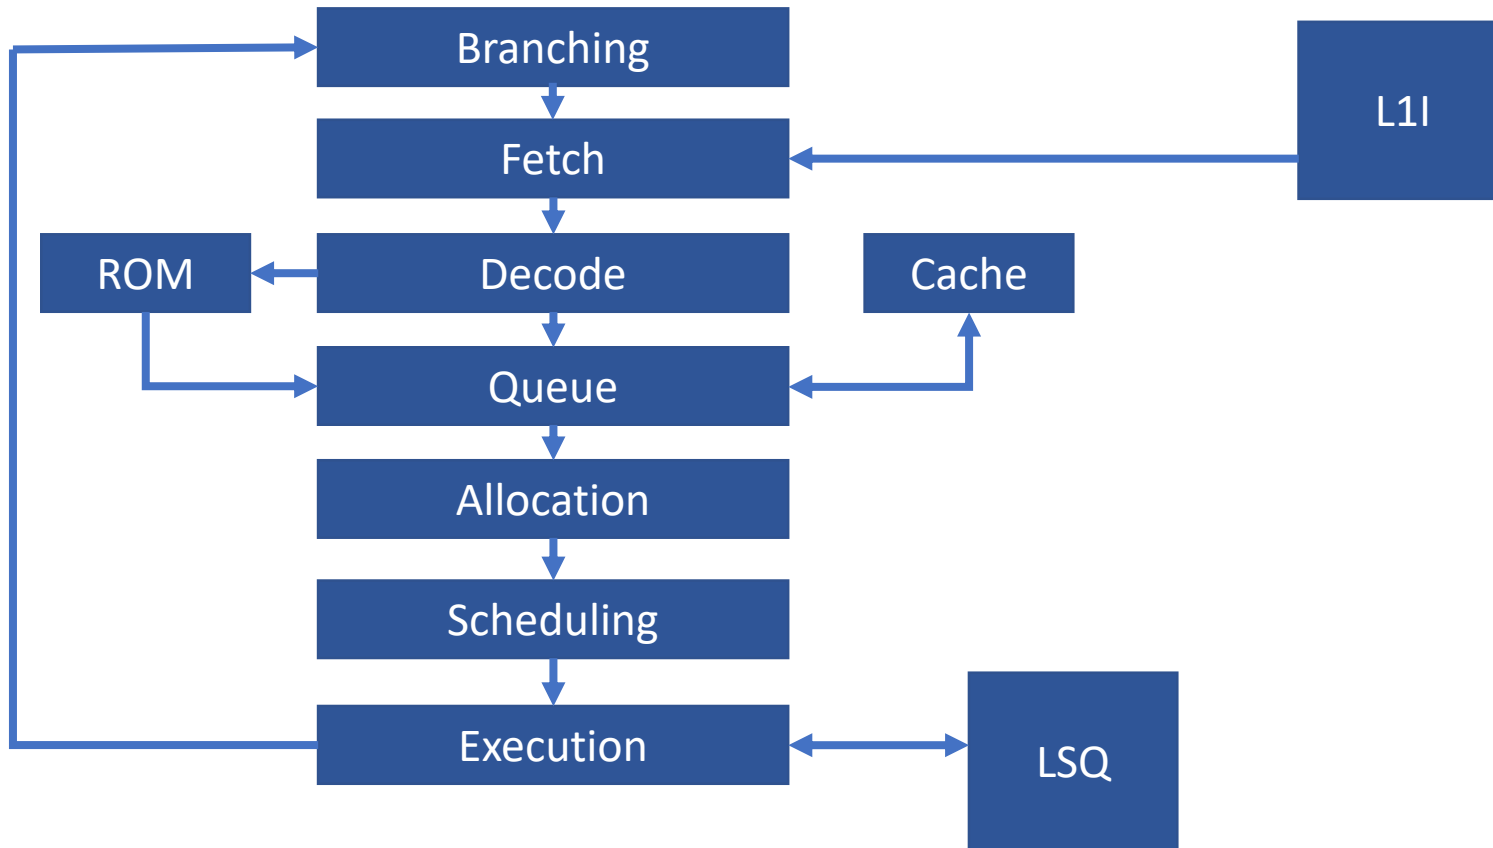 Branching
L1I
Fetch
ROM
Decode
Cache
Queue
Allocation
Scheduling
Execution
LSQ